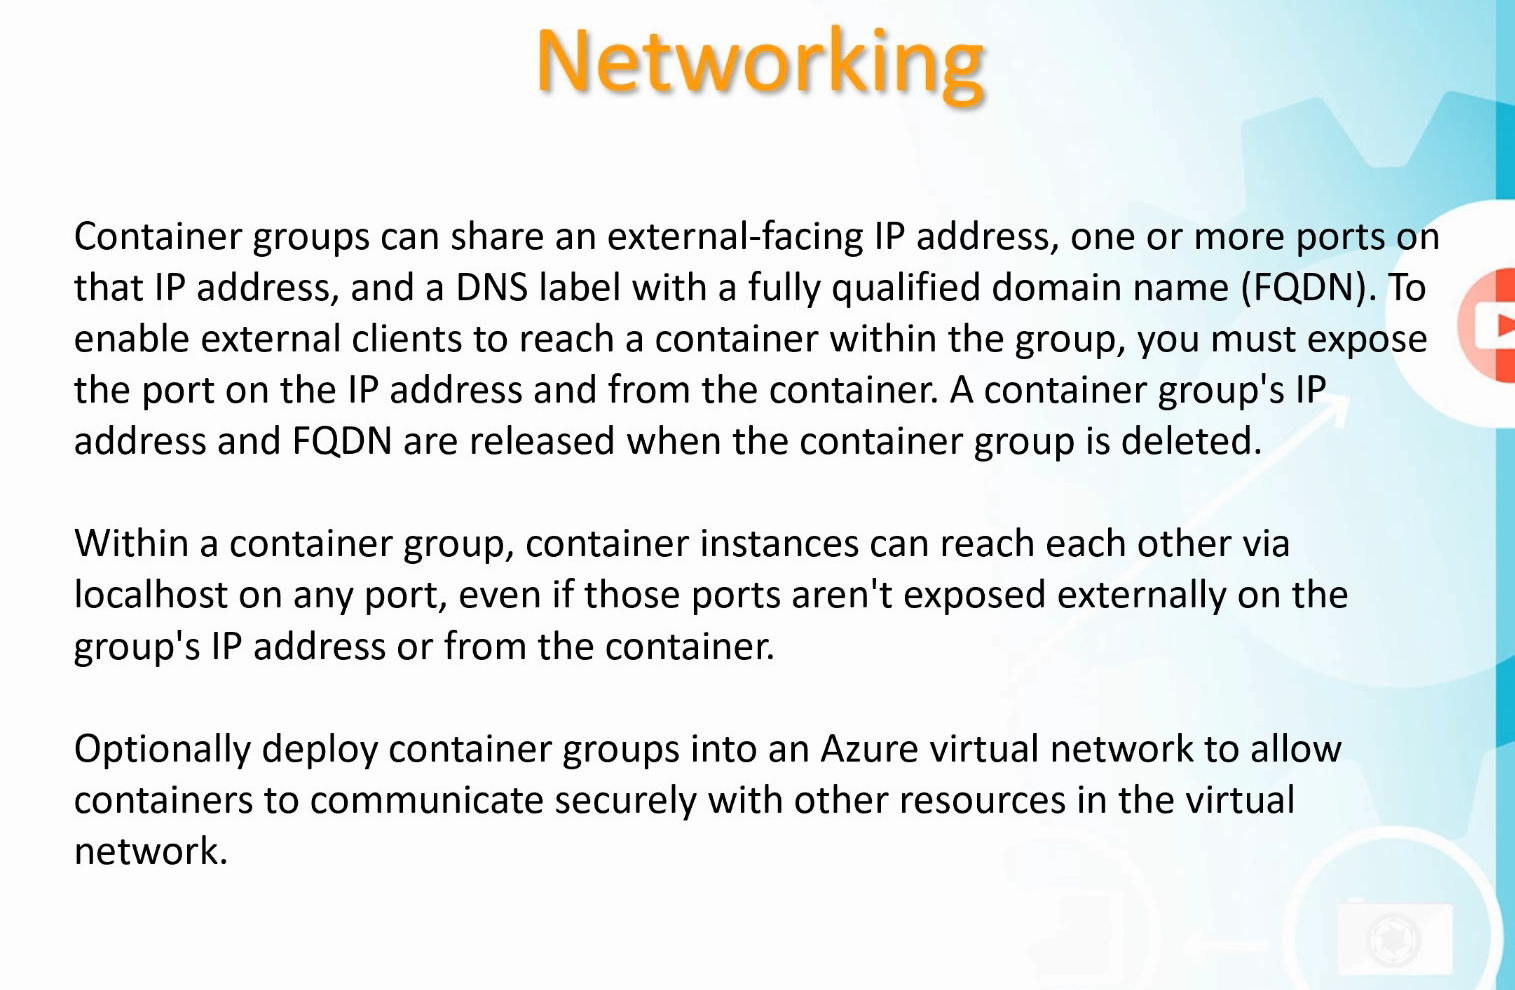 Networking
Container groups can share an external-facing IP address, one or more ports on
that IP address, and a DNS label with a fully qualified domain name (FQDN). To
enable external clients to reach a container within the group, you must expose
the port on the IP address and from the container. A container group's IP
address and FQDN are released when the container group is deleted.
Within a container group, container instances can reach each other via
localhost on any port, even if those ports aren't exposed externally on the
group's IP address or from the container.
Optionally deploy container groups into an Azure virtual network to allow
containers to communicate securely with other resources in the virtual
network.